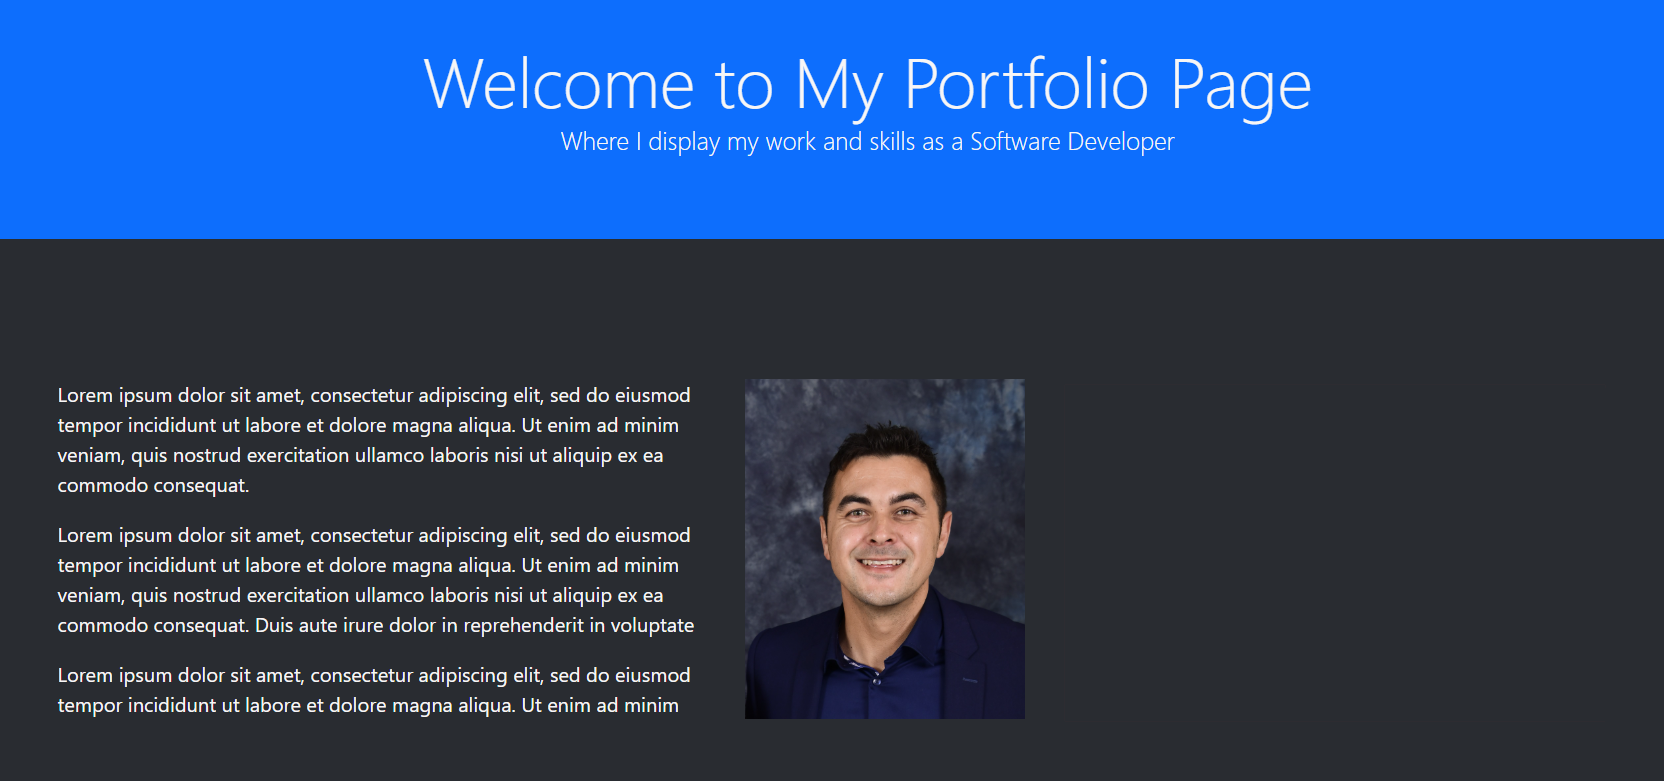 Welcome to My Portfolio Page
Where I display my work and skills as a Software Developer
Lorem ipsum dolor sit amet, consectetur adipiscing elit, sed do eiusmod
tempor incididunt ut labore et dolore magna aliqua. Ut enim ad minim
veniam, quis nostrud exercitation ullamco laboris nisi ut aliquip ex ea
commodo consequat.
Lorem ipsum dolor sit amet, consectetur adipiscing elit, sed do eiusmod
tempor incididunt ut labore et dolore magna aliqua. Ut enim ad minim
veniam, quis nostrud exercitation ullamco laboris nisi ut aliquip ex ea
commodo consequat. Duis aute irure dolor in reprehenderit in voluptate
Lorem ipsum dolor sit amet, consectetur adipiscing elit, sed do eiusmod
tempor incididunt ut labore et dolore magna aliqua. Ut enim ad minim